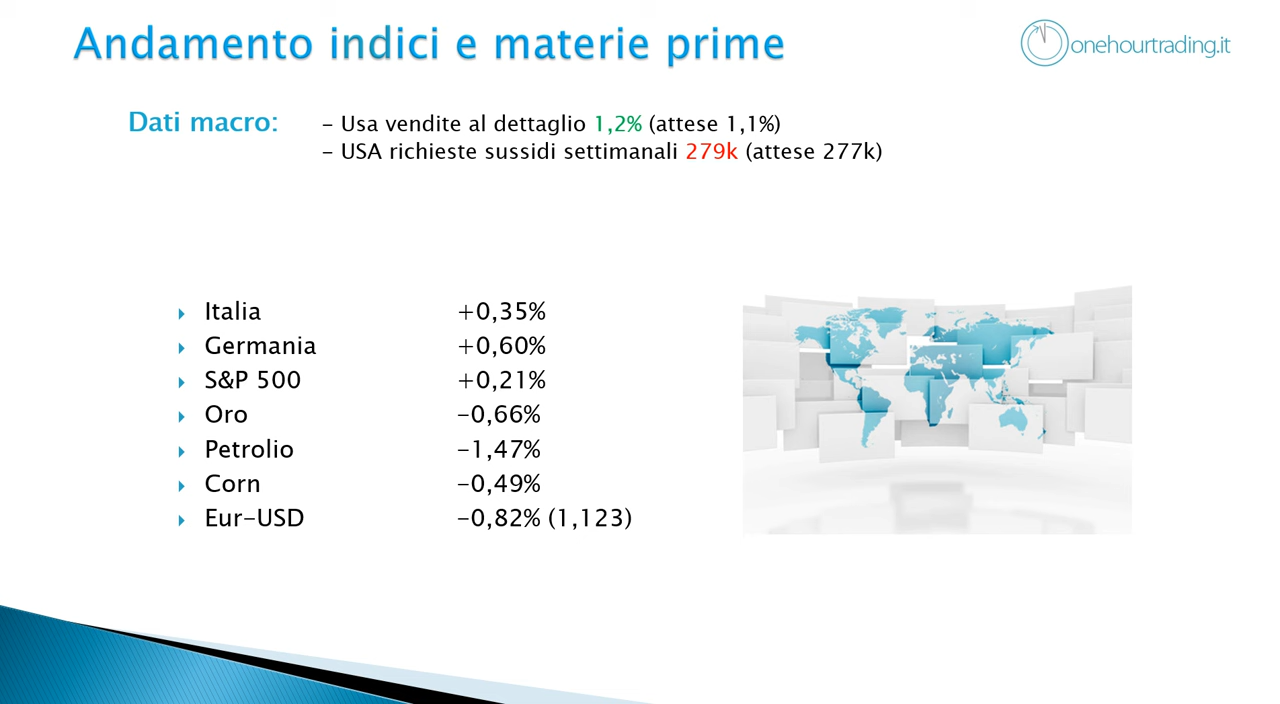 Andamento indici e materie prime
onehourtrading.it
Dati macro:
- Usa vendite al dettaglio 1,2% (attese 1,1%)
- USA richieste sussidi settimanali 279k (attese 277k)
Italia +0,35%
Germania +0,60%
S&P 500 +0,21%
Oro -0,66%
Petrolio -1,47%
Corn -0,49%
Eur-USD -0,82% (1,123)